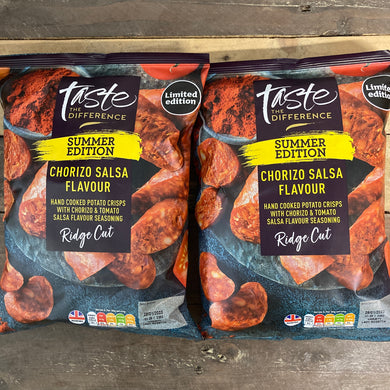 Taste
THE
DIFFERENCE
Limited
edition
SUMMER
EDITION
CHORIZO SALSA
FLAVOUR
HAND COOKED POTATO CRISPS
WITH CHORIZO & TOMATO
SALSA FLAVOUR SEASONING
Ridge Cut
Taste
THE
DIFFERENCE
Limite
edition
SUMMER
EDITION
CHORIZO SALSA
FLAVOUR
HAND COOKED POTATO CRISPS
WITH CHORIZO & TOMATO
SALSA FLAVOUR SEASONING
Ridge Cut